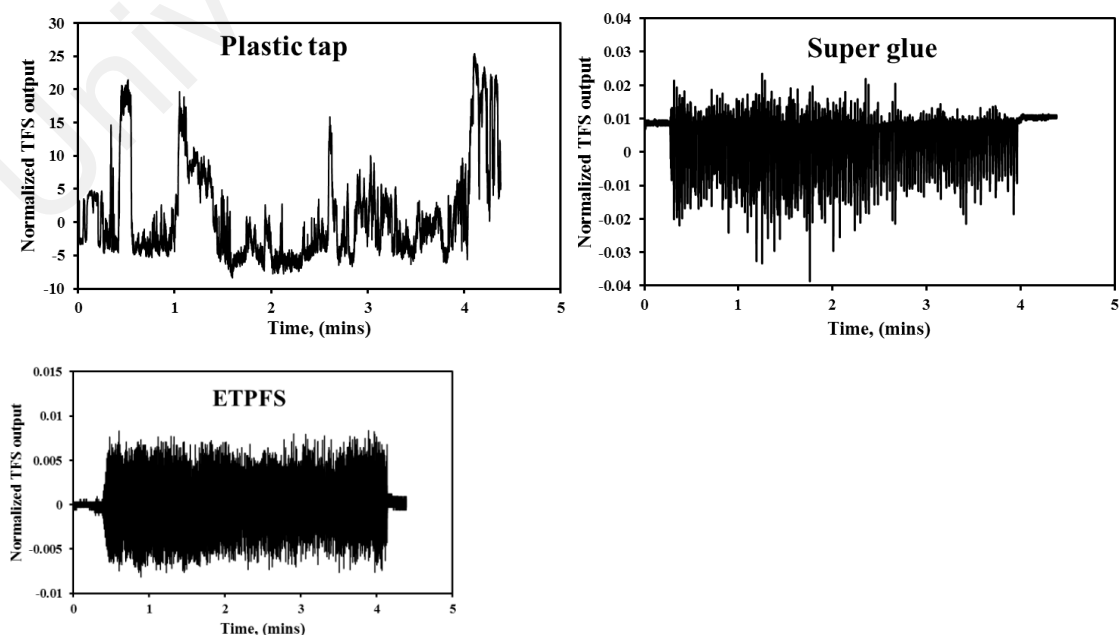 Univ
Plastic tap
Normalized TFS output
30
25
20
15
10
5
0
-5
-10
0 1 2 3 4 5
Time, (mins)
Super glue
Normalized TFS output
0.04
0.03
0.02
0.01
0
-0.01
-0.02
-0.03
-0.04
0 1 2 3 4 5
Time, (mins)
ETPFS
Normalized TFS output
0.015
0.01
0.005
0
-0.005
-0.01
0 1 2 3 4 5
Time, (mins)